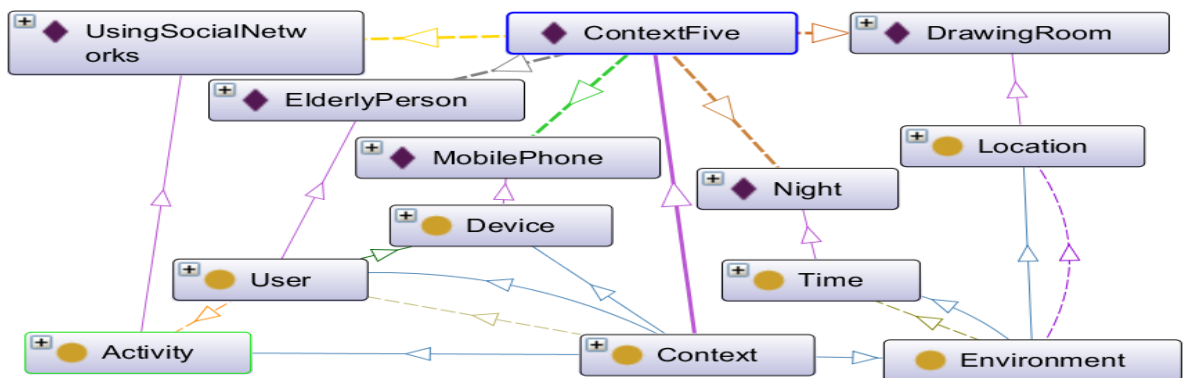 UsingSocialNetw
orks
ContextFive
DrawingRoom
ElderlyPerson
MobilePhone
Location
Night
Device
User
Time
Activity
Context
Environment